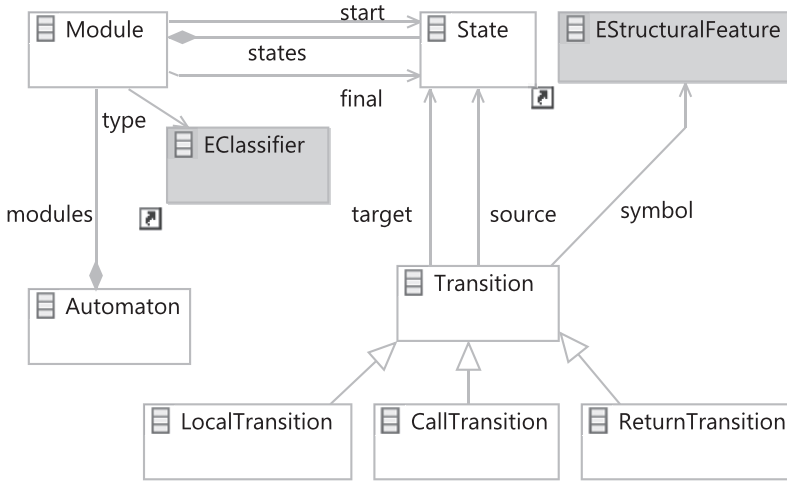 start
Module
State
EStructuralFeature
states
final
type
EClassifier
modules
target
source
symbol
Transition
Automaton
LocalTransition
CallTransition
ReturnTransition